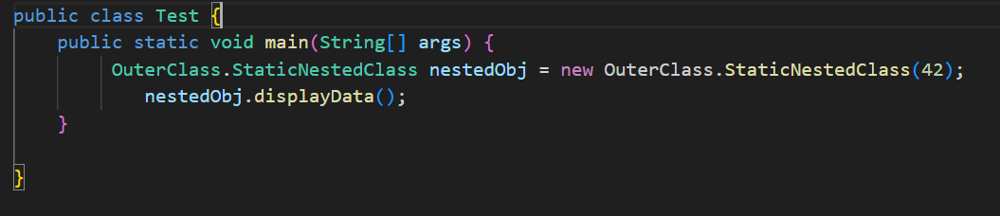 public class Test {
    public static void main(String[] args) {
        OuterClass.StaticNestedClass nestedObj = new OuterClass.StaticNestedClass(42);
           nestedObj.displayData();
    }

}